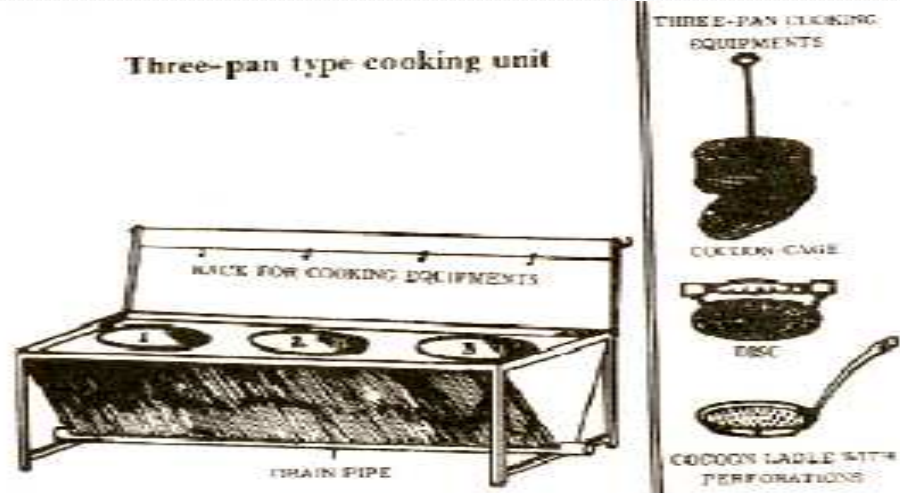 Three-pan type cooking unit
RACK FOR COOKING EQUIPMENTS
1 2 3
DRAIN PIPE
THREE-PAN COOKING
EQUIPMENTS
COCOON CAGE
DISC
COCOON LADLE WITH
PERFORATIONS